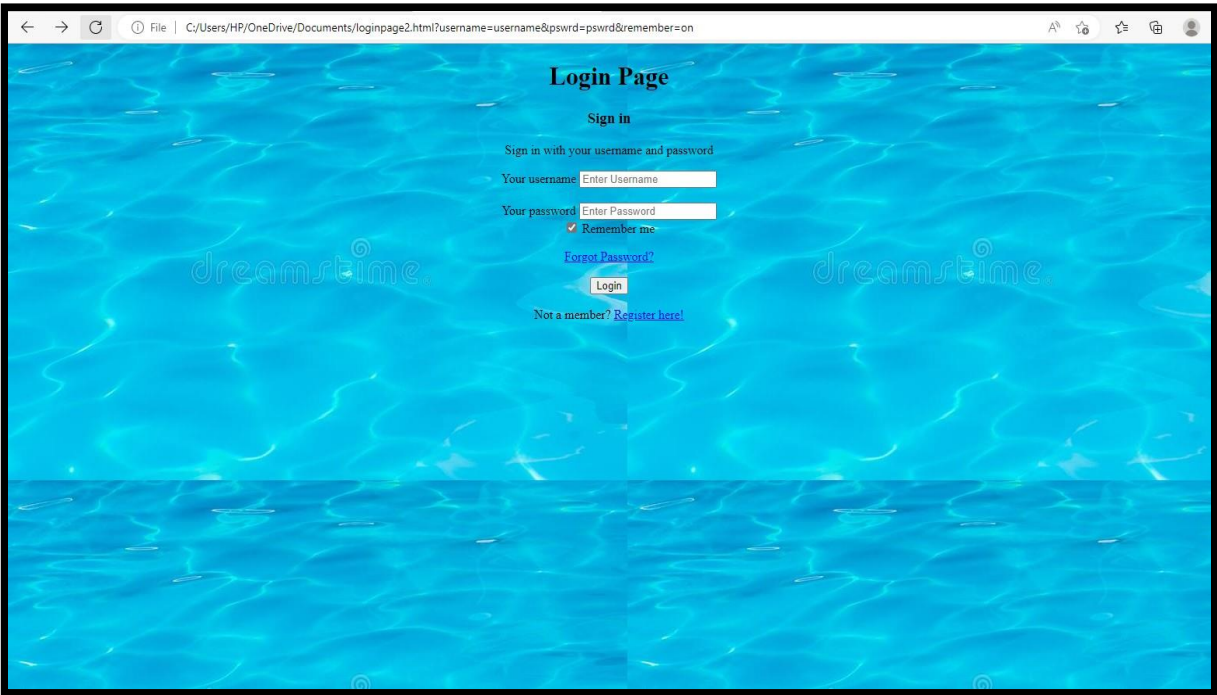 File C:/Users/HP/OneDrive/Documents/loginpage2.html?username=username&pswrd=pswrd&remember=on
Login Page
Sign in
Sign in with your username and password
Your username Enter Username
Your password Enter Password
Remember me
Forgot Password?
dreamstime dreamstime
Login
Not a member? Register here!